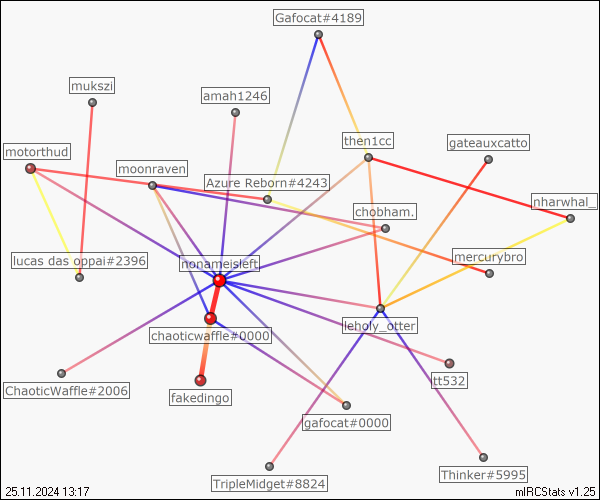 Gafocat#4189
mukszi
amah1246
then1cc
gateauxcatto
motorthud
moonraven
Azure Reborn#4243
nharwhal_
chobham.
lucas das oppai#2396
nonameisleft
mercurybro
leholy_otter
chaoticwaffle#0000
ChaoticWaffle#2006
tt532
fakedingo
gafocat#0000
TripleMidget#8824
Thinker#5995
25.11.2024 13:17
mIRCStats v1.25